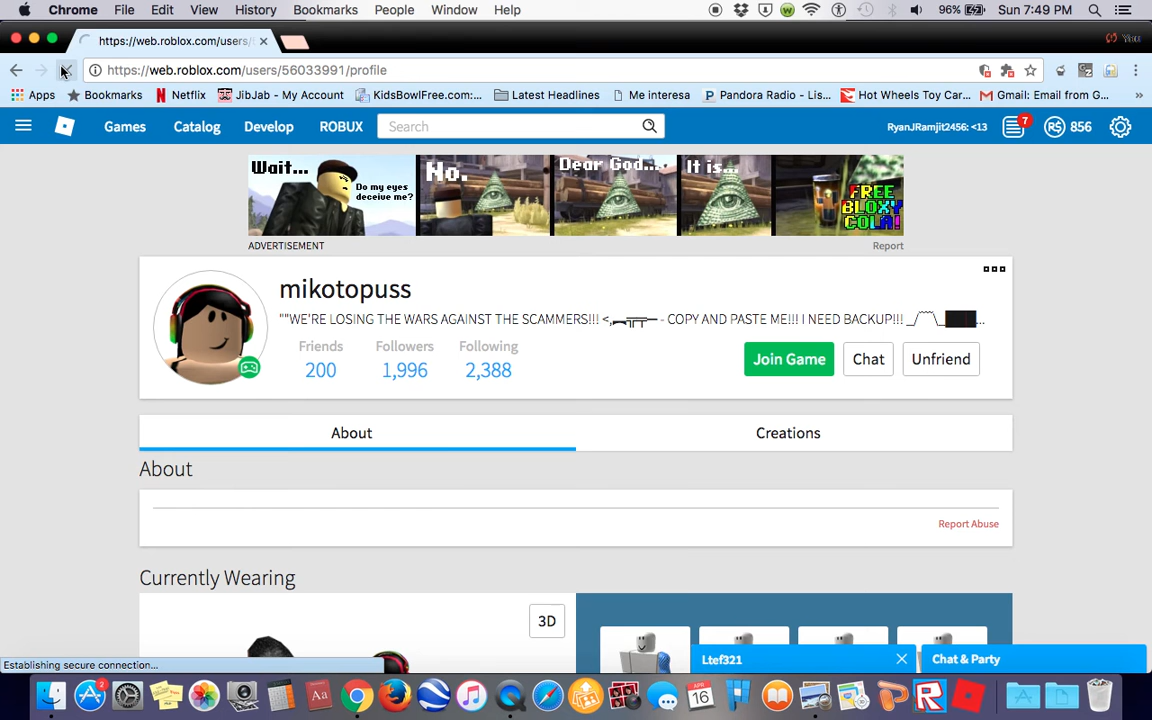 Chrome File Edit View History Bookmarks People Window Help 96% Sun 7:49 PM
https://web.roblox.com/users/ You
https://web.roblox.com/users/56033991/profile
Apps Bookmarks Netflix JibJab - My Account KidsBowlFree.com:... Latest Headlines Me interesa Pandora Radio - Lis... Hot Wheels Toy Car... Gmail: Email from G... »
Games Catalog Develop ROBUX Search RyanJRamjit2456: <13 7 R$ 856
Wait... Do my eyes deceive me? No. Dear God... It is... FREE BLOXY COLA!
ADVERTISEMENT Report
mikotopuss
""WE'RE LOSING THE WARS AGAINST THE SCAMMERS!!! <,︻╦╤─ - COPY AND PASTE ME!!! I NEED BACKUP!!! _/﹋\_███...
Friends Followers Following
200 1,996 2,388
Join Game Chat Unfriend
About Creations
About
Report Abuse
Currently Wearing
3D
Establishing secure connection...
Ltef321 Chat & Party
2 Aa APR 16